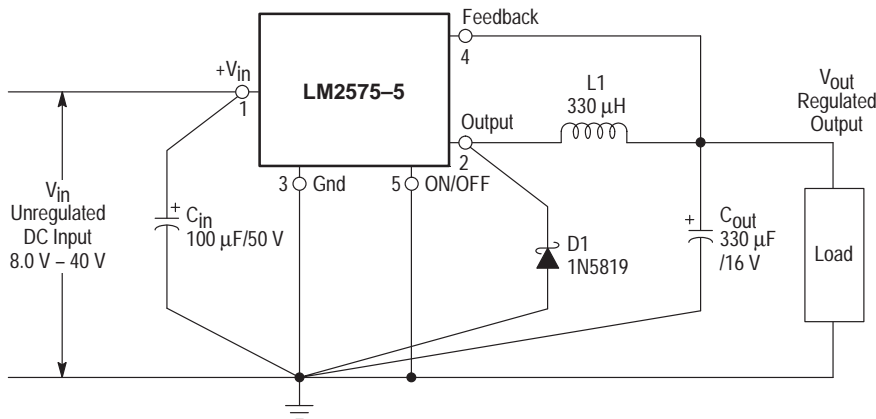 Feedback
4
+Vin
1
LM2575–5
L1
330 µH
Vout
Regulated
Output
Output
2
3 Gnd
5 ON/OFF
Vin
Unregulated
DC Input
8.0 V – 40 V
+ Cin
100 µF/50 V
D1
1N5819
+ Cout
330 µF
/16 V
Load